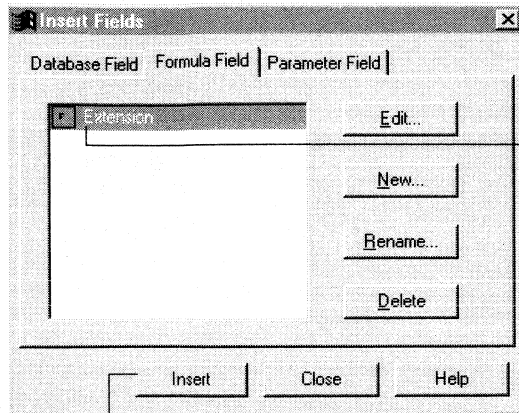 Insert Fields
Database Field Formula Field Parameter Field
Extension
Edit...
New...
Rename...
Delete
Insert Close Help